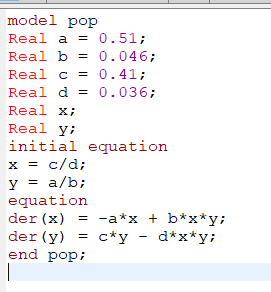 model pop
Real a = 0.51;
Real b = 0.046;
Real c = 0.41;
Real d = 0.036;
Real x;
Real y;
initial equation
x = c/d;
y = a/b;
equation
der(x) = -a*x + b*x*y;
der(y) = c*y - d*x*y;
end pop;